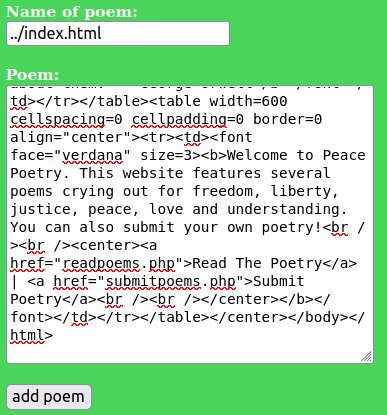 Name of poem:
../index.html
Poem:
td></tr></table><table width=600
cellspacing=0 cellpadding=0 border=0
align="center"><tr><td><font
face="verdana" size=3><b>Welcome to Peace
Poetry. This website features several
poems crying out for freedom, liberty,
justice, peace, love and understanding.
You can also submit your own poetry!<br /
><br /><center><a
href="readpoems.php">Read The Poetry</a>
| <a href="submitpoems.php">Submit
Poetry</a><br /><br /></center></b></
font></td></tr></table></center></body></
html>
add poem